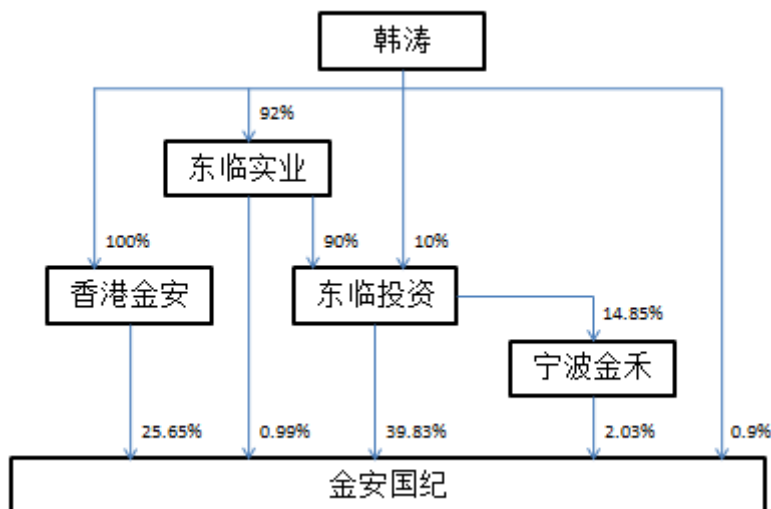 韩涛
92%
东临实业
100%
90%
10%
香港金安
东临投资
14.85%
宁波金禾
25.65%
0.99%
39.83%
2.03%
0.9%
金安国纪